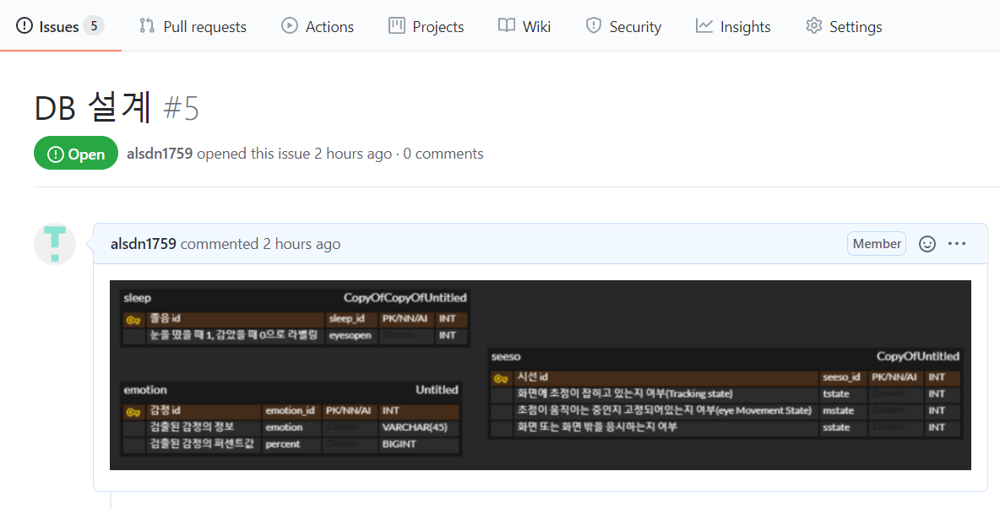 Issues 5 Pull requests Actions Projects Wiki Security Insights Settings
DB 설계 #5
Open alsdn1759 opened this issue 2 hours ago · 0 comments
alsdn1759 commented 2 hours ago Member
sleep CopyOfCopyOfUntitled
졸음 id sleep_id PK/NN/AI INT
눈을 떴을 때 1, 감았을 때 0으로 라벨링 eyesopen Domain INT
emotion Untitled
감정 id emotion_id PK/NN/AI INT
검출된 감정의 정보 emotion Domain VARCHAR(45)
검출된 감정의 퍼센트값 percent Domain BIGINT
seeso CopyOfUntitled
시선 id seeso_id PK/NN/AI INT
화면에 초점이 잡히고 있는지 여부(Tracking state) tstate Domain INT
초점이 움직이는 중인지 고정되어있는지 여부(eye Movement State) mstate Domain INT
화면 또는 화면 밖을 응시하는지 여부 sstate Domain INT